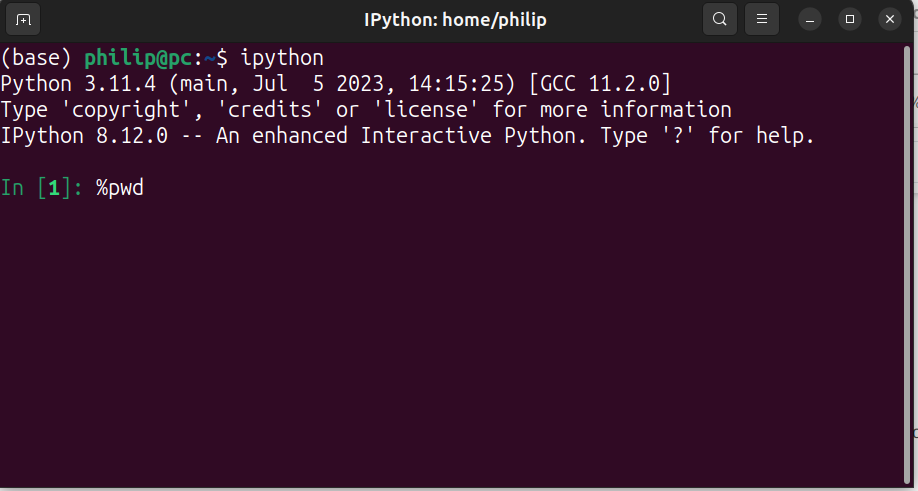 IPython: home/philip
(base) philip@pc:~$ ipython
Python 3.11.4 (main, Jul  5 2023, 14:15:25) [GCC 11.2.0]
Type 'copyright', 'credits' or 'license' for more information
IPython 8.12.0 -- An enhanced Interactive Python. Type '?' for help.
In [1]: %pwd